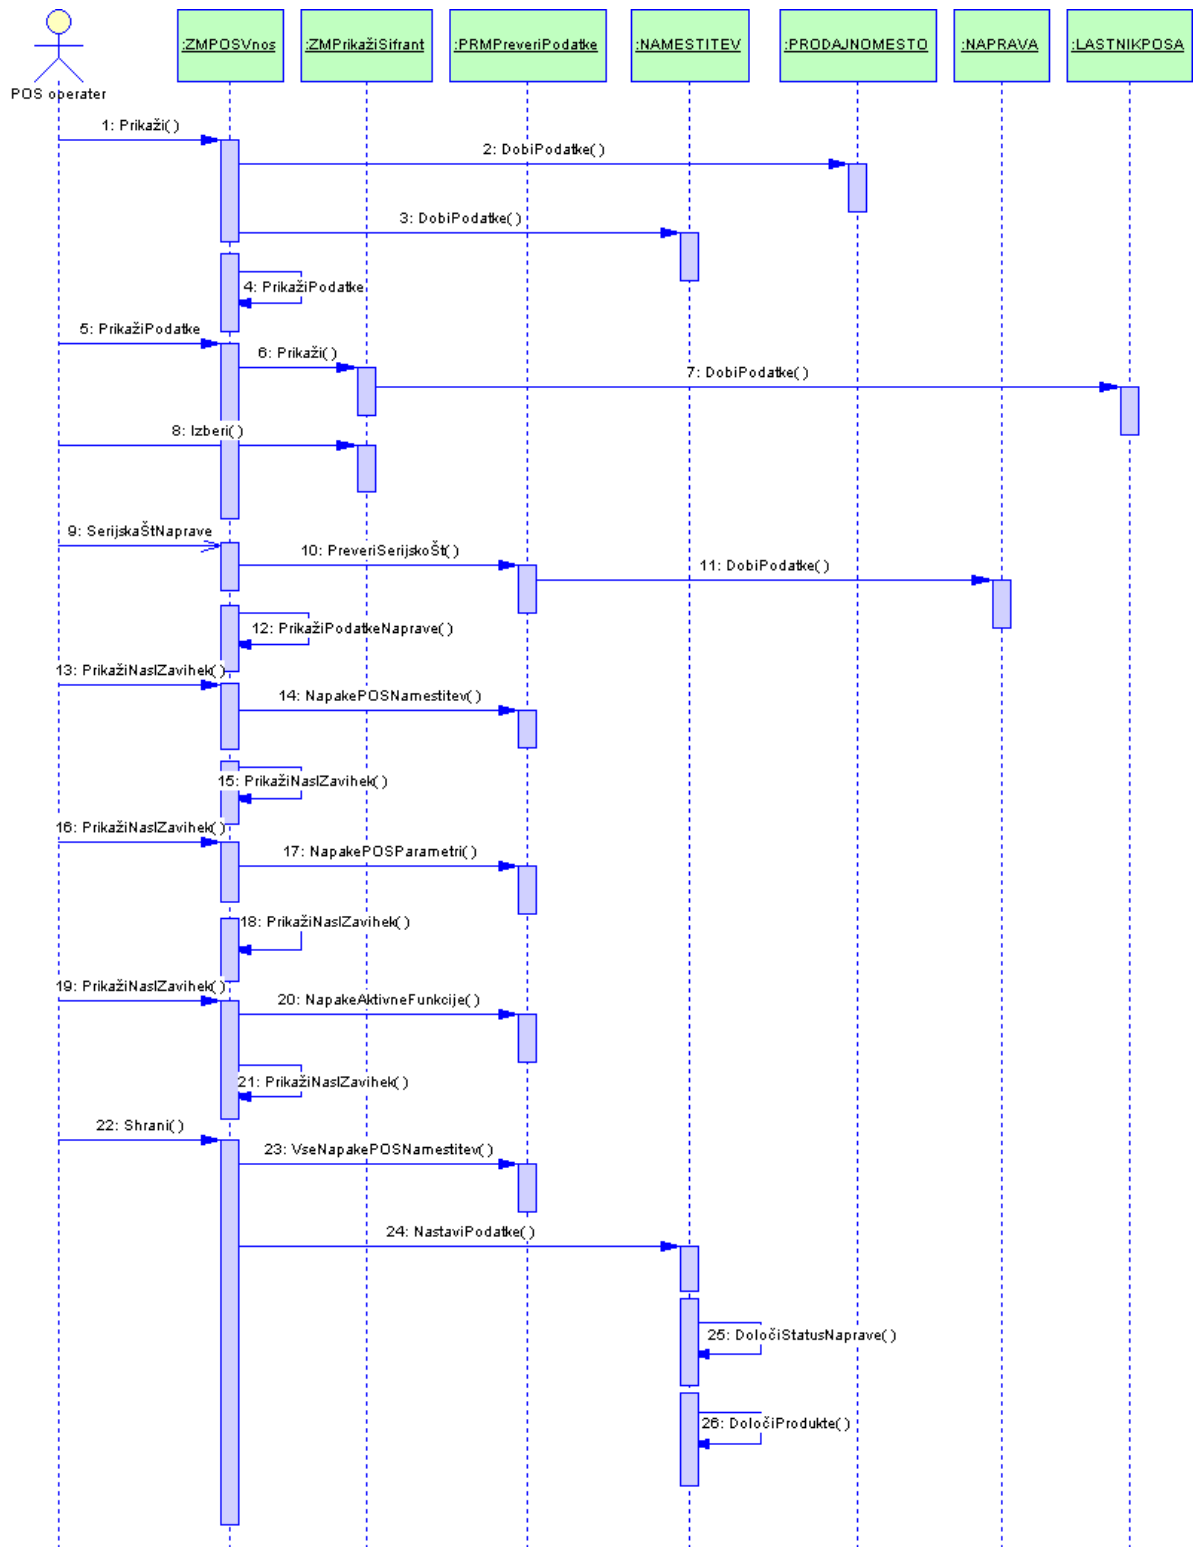 :ZMPOSVnos
:ZMPrikažiSifrant
:PRMPreveriPodatke
:NAMESTITEV
:PRODAJNOMESTO
:NAPRAVA
:LASTNIKPOSA
POS operater
1: Prikaži( )
2: DobiPodatke( )
3: DobiPodatke( )
4: PrikažiPodatke
5: PrikažiPodatke
6: Prikaži( )
7: DobiPodatke( )
8: Izberi( )
9: SerijskaŠtNaprave
10: PreveriSerijskoŠt( )
11: DobiPodatke( )
12: PrikažiPodatkeNaprave( )
13: PrikažiNaslZavihek( )
14: NapakePOSNamestitev( )
15: PrikažiNaslZavihek( )
16: PrikažiNaslZavihek( )
17: NapakePOSParametri( )
18: PrikažiNaslZavihek( )
19: PrikažiNaslZavihek( )
20: NapakeAktivneFunkcije( )
21: PrikažiNaslZavihek( )
22: Shrani( )
23: VseNapakePOSNamestitev( )
24: NastaviPodatke( )
25: DoločiStatusNaprave( )
26: DoločiProdukte( )